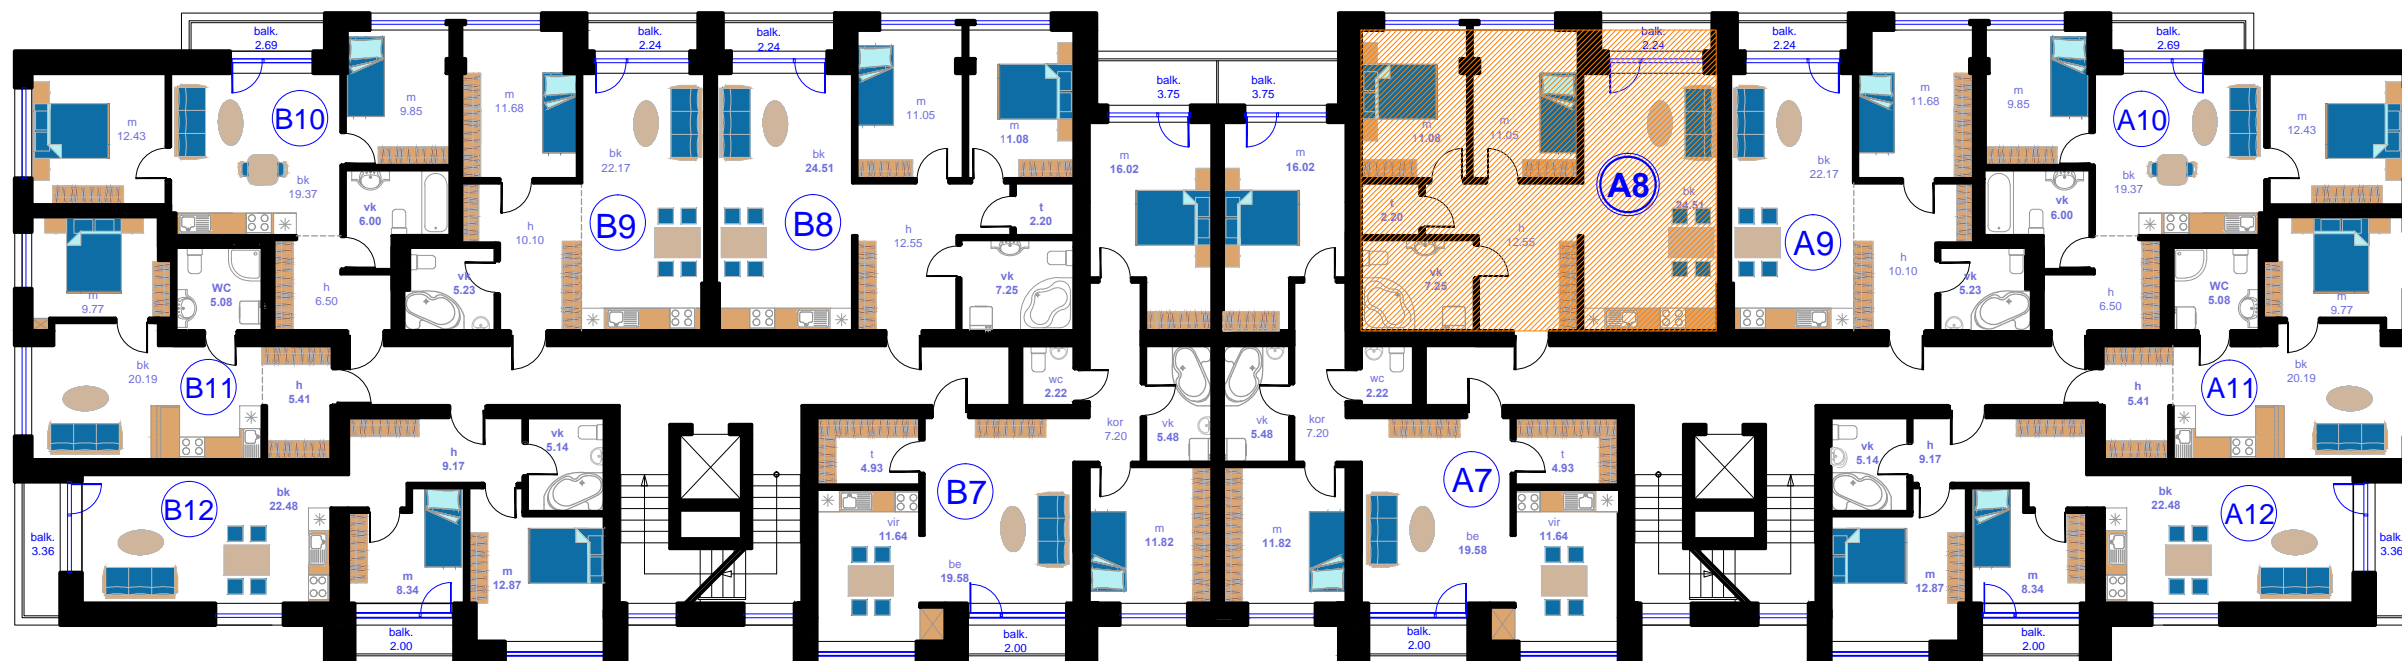 balk.
2.69
balk.
2.24
balk.
2.24
balk.
3.75
balk.
3.75
balk.
2.24
balk.
2.24
balk.
2.69
m
12.43
B10
bk
19.37
m
9.85
m
11.68
bk
22.17
B9
bk
24.51
B8
m
11.05
m
11.08
m
16.02
m
16.02
m
11.08
m
11.05
bk
24.51
A8
bk
22.17
A9
m
11.68
m
9.85
A10
bk
19.37
m
12.43
vk
6.00
h
10.10
h
12.55
t
2.20
t
2.20
h
12.55
h
10.10
vk
6.00
m
9.77
WC
5.08
h
6.50
vk
5.23
vk
7.25
vk
7.25
vk
5.23
h
6.50
WC
5.08
m
9.77
bk
20.19
B11
h
5.41
wc
2.22
kor
7.20
vk
5.48
vk
5.48
kor
7.20
wc
2.22
h
5.41
A11
bk
20.19
h
9.17
vk
5.14
t
4.93
t
4.93
vk
5.14
h
9.17
balk.
3.36
B12
bk
22.48
m
8.34
m
12.87
vir
11.64
B7
be
19.58
m
11.82
m
11.82
A7
be
19.58
vir
11.64
m
12.87
m
8.34
bk
22.48
A12
balk.
3.36
balk.
2.00
balk.
2.00
balk.
2.00
balk.
2.00